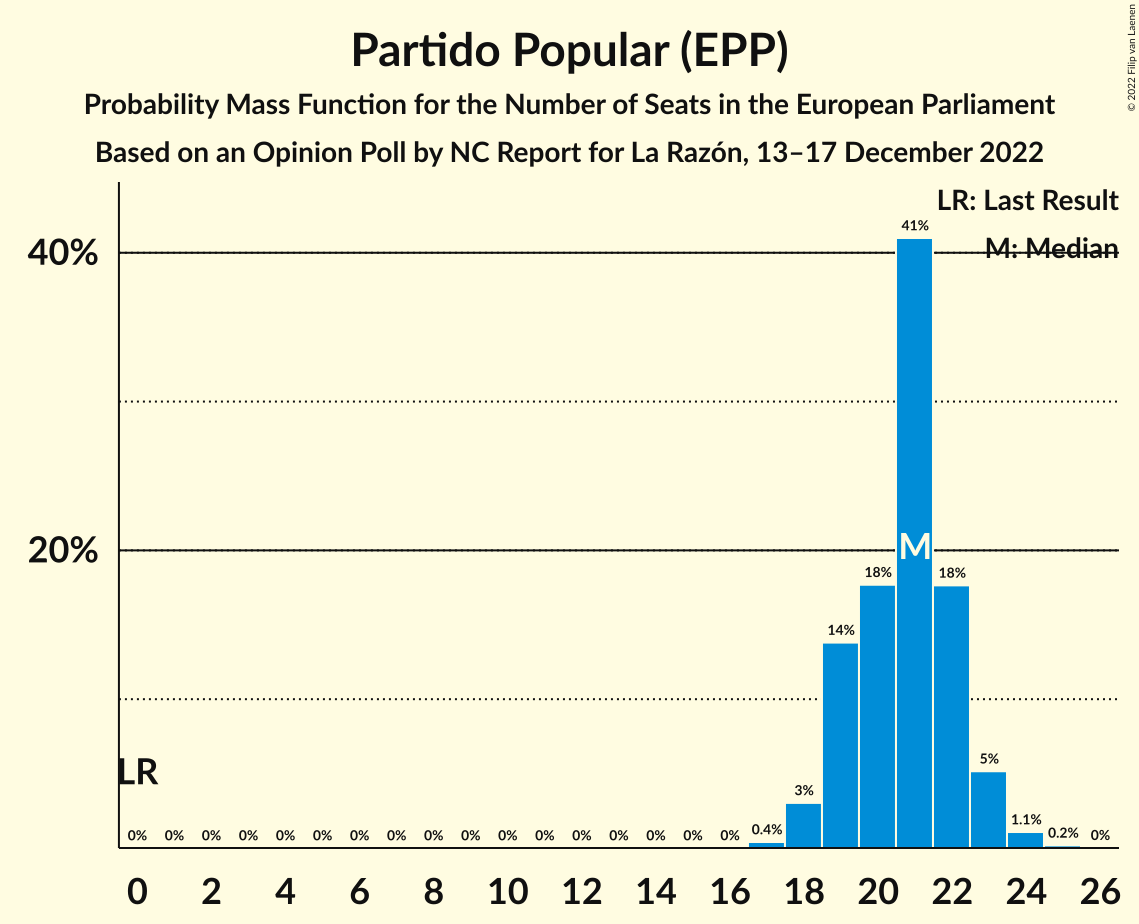 Partido Popular (EPP)
Probability Mass Function for the Number of Seats in the European Parliament
Based on an Opinion Poll by NC Report for La Razón, 13–17 December 2022
© 2022 Filip van Laenen
LR: Last Result
M: Median
40%
20%
41%
M
18%
18%
14%
5%
3%
1.1%
0.4%
0.2%
0%
LR
0% 0% 0% 0% 0% 0% 0% 0% 0% 0% 0% 0% 0% 0% 0% 0% 0%
0 2 4 6 8 10 12 14 16 18 20 22 24 26